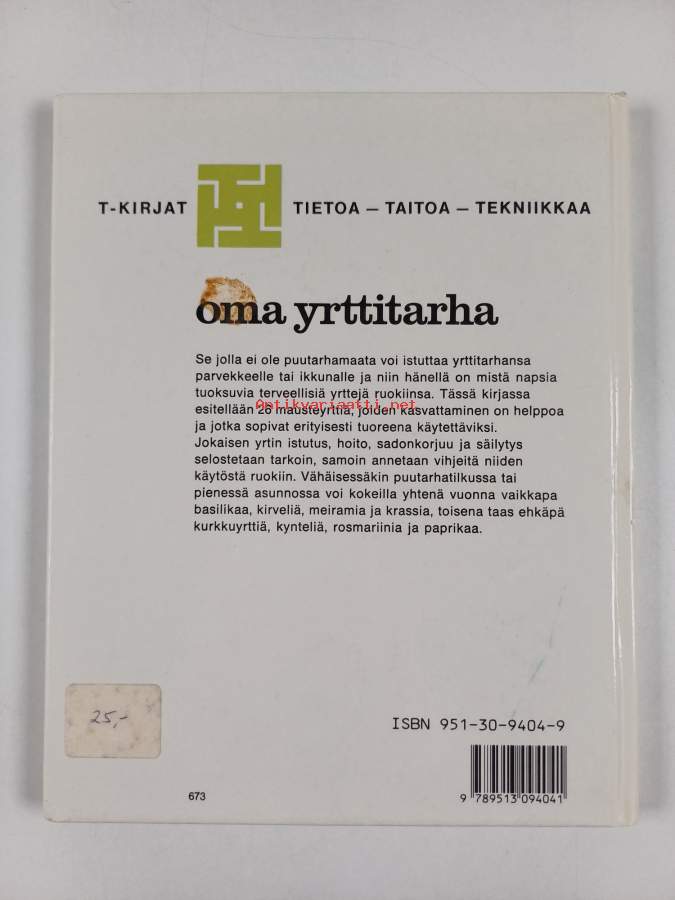 T-KIRJAT TIETOA – TAITOA – TEKNIIKKAA
oma yrttitarha
Se jolla ei ole puutarhamaata voi istuttaa yrttitarhansa
parvekkeelle tai ikkunalle ja niin hänellä on mistä napsia
tuoksuvia terveellisiä yrttejä ruokiinsa. Tässä kirjassa
esitellään 26 mausteyrttiä, joiden kasvattaminen on helppoa
Antikvariaatti.net
ja jotka sopivat erityisesti tuoreena käytettäviksi.
Jokaisen yrtin istutus, hoito, sadonkorjuu ja säilytys
selostetaan tarkoin, samoin annetaan vihjeitä niiden
käytöstä ruokiin. Vähäisessäkin puutarhatilkussa tai
pienessä asunnossa voi kokeilla yhtenä vuonna vaikkapa
basilikaa, kirveliä, meiramia ja krassia, toisena taas ehkäpä
kurkkuyrttiä, kynteliä, rosmariinia ja paprikaa.
25,-
ISBN 951-30-9404-9
673
9 789513 094041